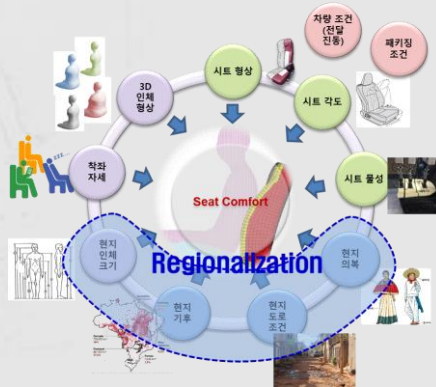 차량 조건
(전달
진동)
패키징
조건
시트 형상
3D
인체
형상
시트 각도
착좌
자세
시트 물성
Seat Comfort
현지
인체
크기
Regionalization
현지
의복
현지
기후
현지
도로
조건